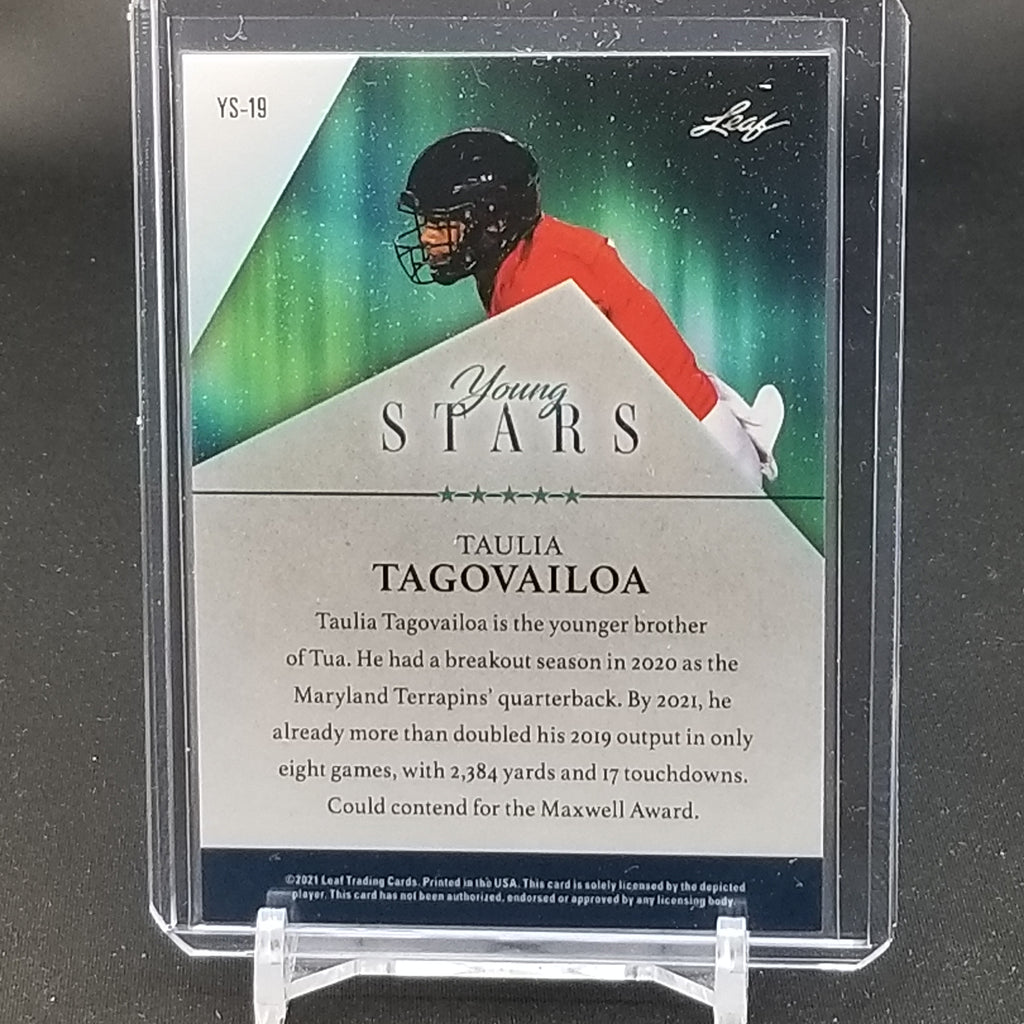 YS-19
Leaf
Young
STARS
TAULIA
TAGOVAILOA
Taulia Tagovailoa is the younger brother
of Tua. He had a breakout season in 2020 as the
Maryland Terrapins' quarterback. By 2021, he
already more than doubled his 2019 output in only
eight games, with 2,384 yards and 17 touchdowns.
Could contend for the Maxwell Award.
©2021 Leaf Trading Cards. Printed in the USA. This card is solely licensed by the depicted
player. This card has not been authorized, endorsed or approved by any licensing body.